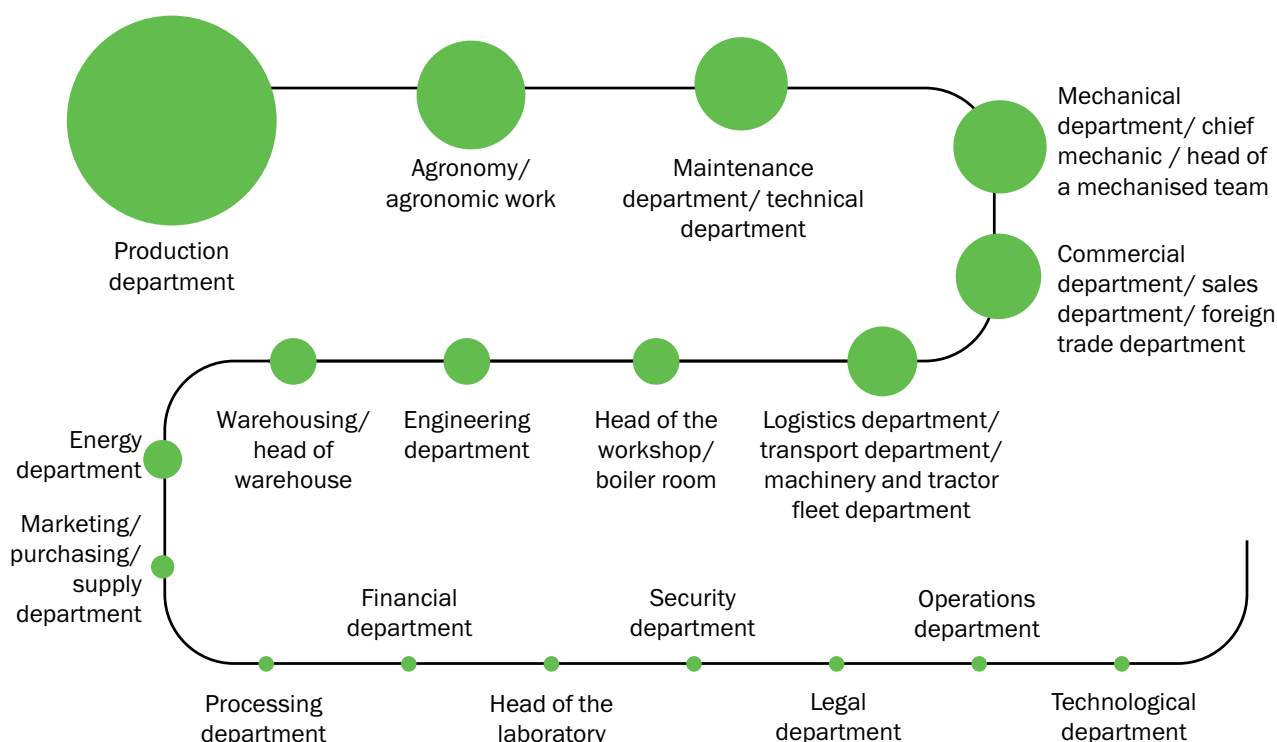 Production
department
Agronomy/
agronomic work
Maintenance
department/ technical
department
Mechanical
department/ chief
mechanic / head of
a mechanised team
Commercial
department/ sales
department/ foreign
trade department
Logistics department/
transport department/
machinery and tractor
fleet department
Head of the
workshop/
boiler room
Engineering
department
Warehousing/
head of
warehouse
Energy
department
Marketing/
purchasing/
supply
department
Processing
department
Financial
department
Head of the
laboratory
Security
department
Legal
department
Operations
department
Technological
department